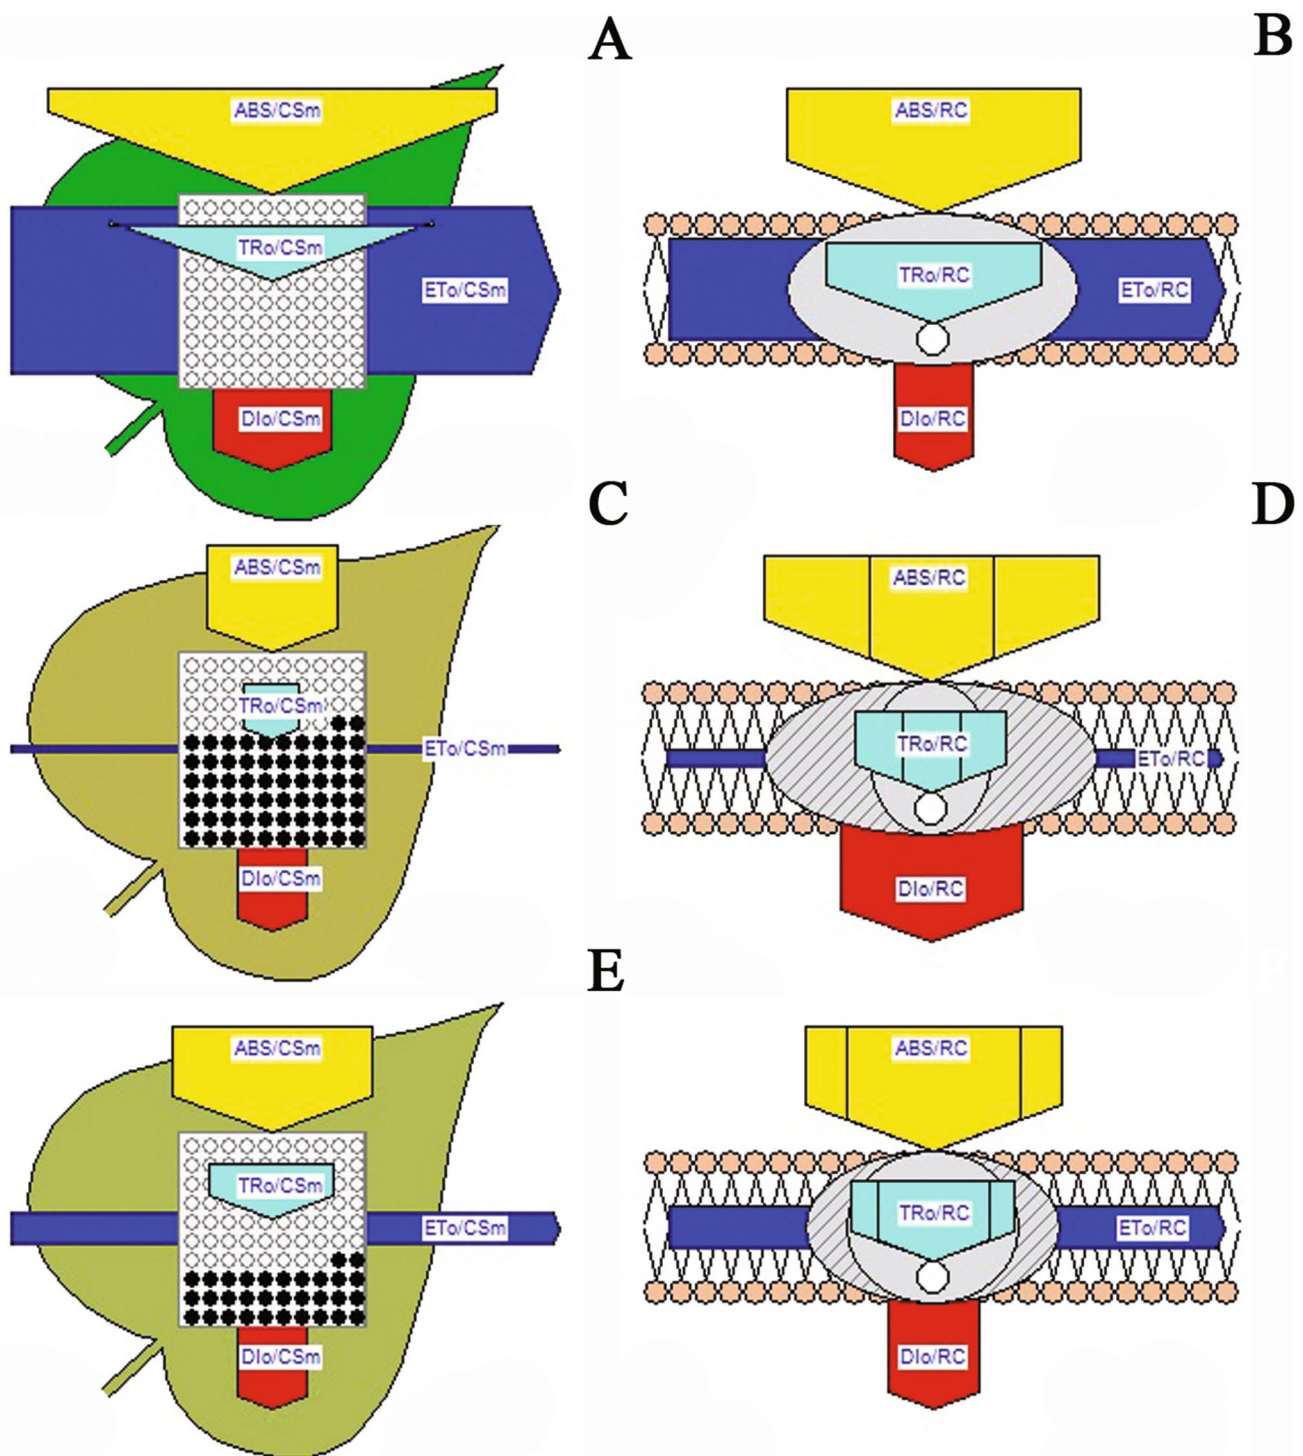 A
B
ABS/CSm
ABS/RC
TRo/CSm
ETo/CSm
TRo/RC
ETo/RC
DIo/CSm
DIo/RC
C
D
ABS/CSm
ABS/RC
TRo/CSm
ETo/CSm
TRo/RC
ETo/RC
DIo/CSm
DIo/RC
E
ABS/CSm
ABS/RC
TRo/CSm
ETo/CSm
TRo/RC
ETo/RC
DIo/CSm
DIo/RC